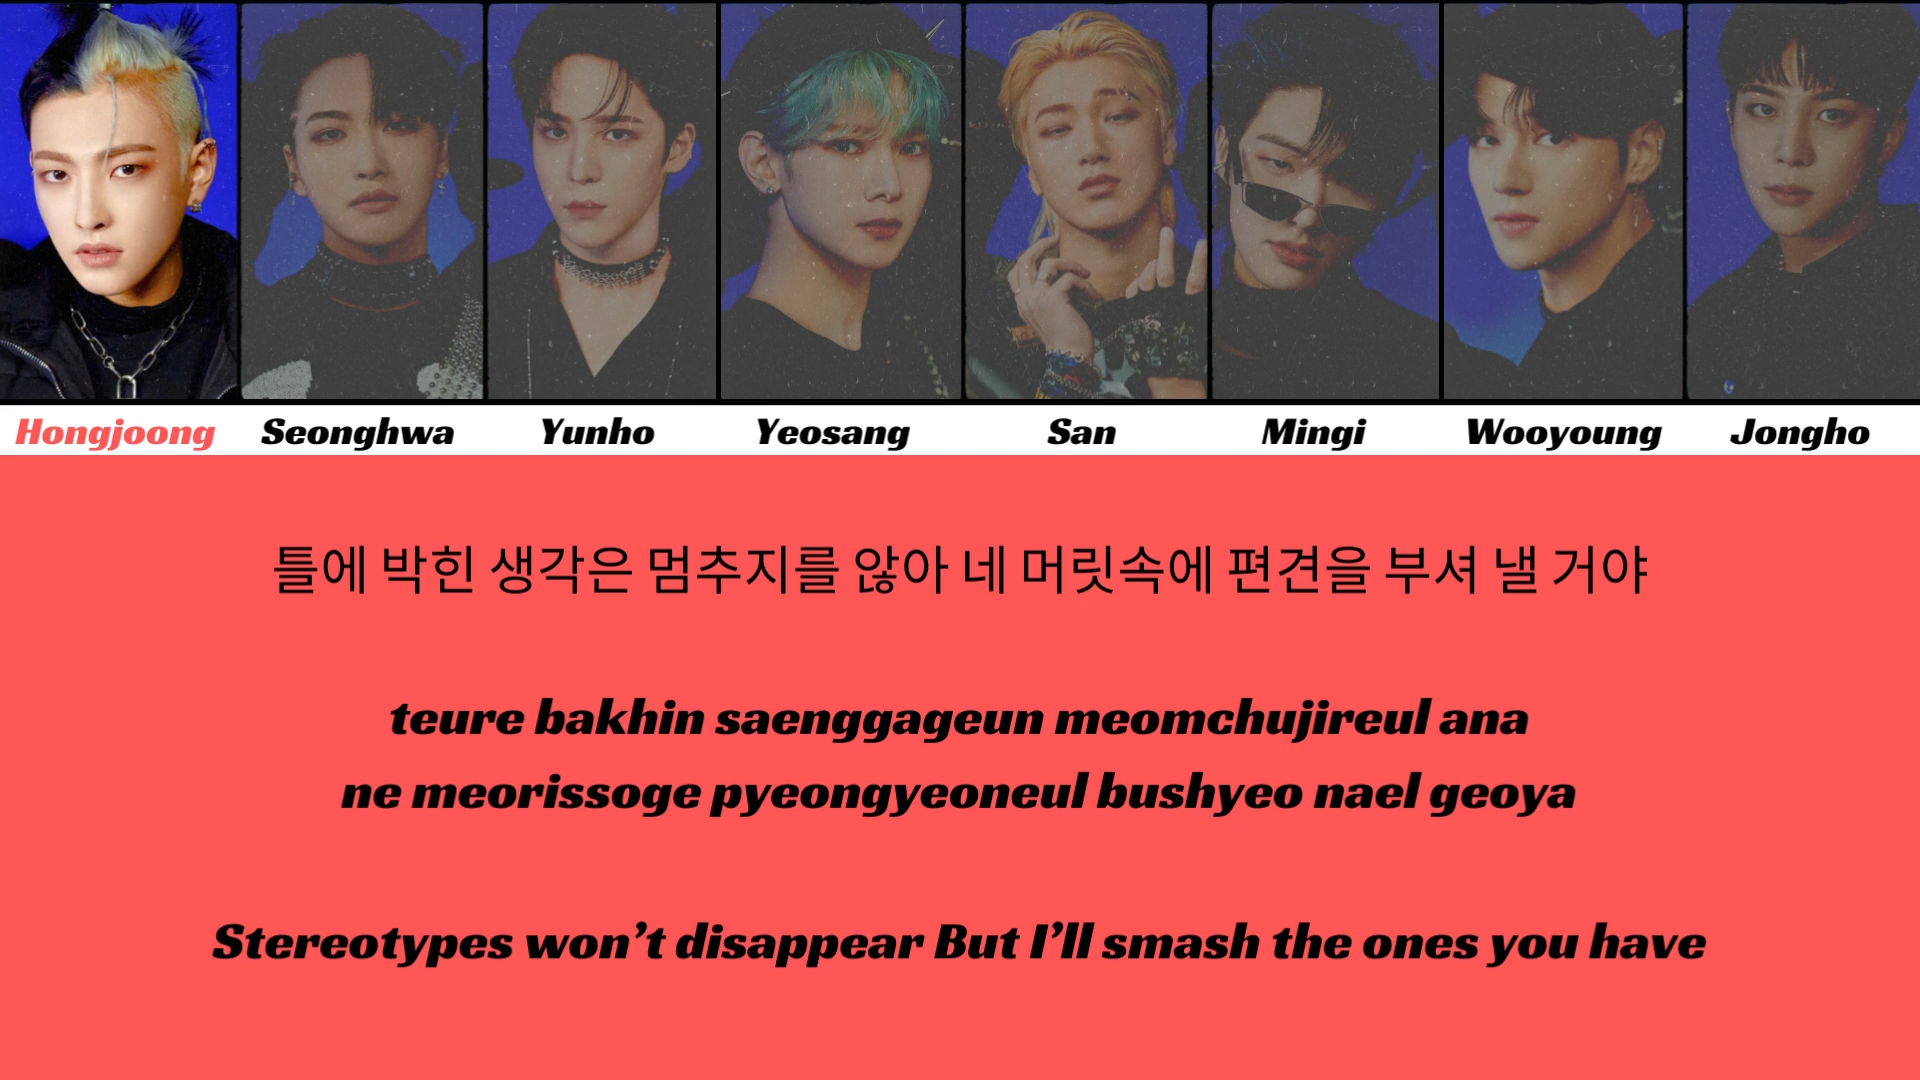 Hongjoong Seonghwa Yunho Yeosang San Mingi Wooyoung Jongho
틀에 박힌 생각은 멈추지를 않아 네 머릿속에 편견을 부셔 낼 거야
teure bakhin saenggageun meomchujireul ana
ne meorissoge pyeongyeoneul bushyeo nael geoya
Stereotypes won’t disappear But I’ll smash the ones you have